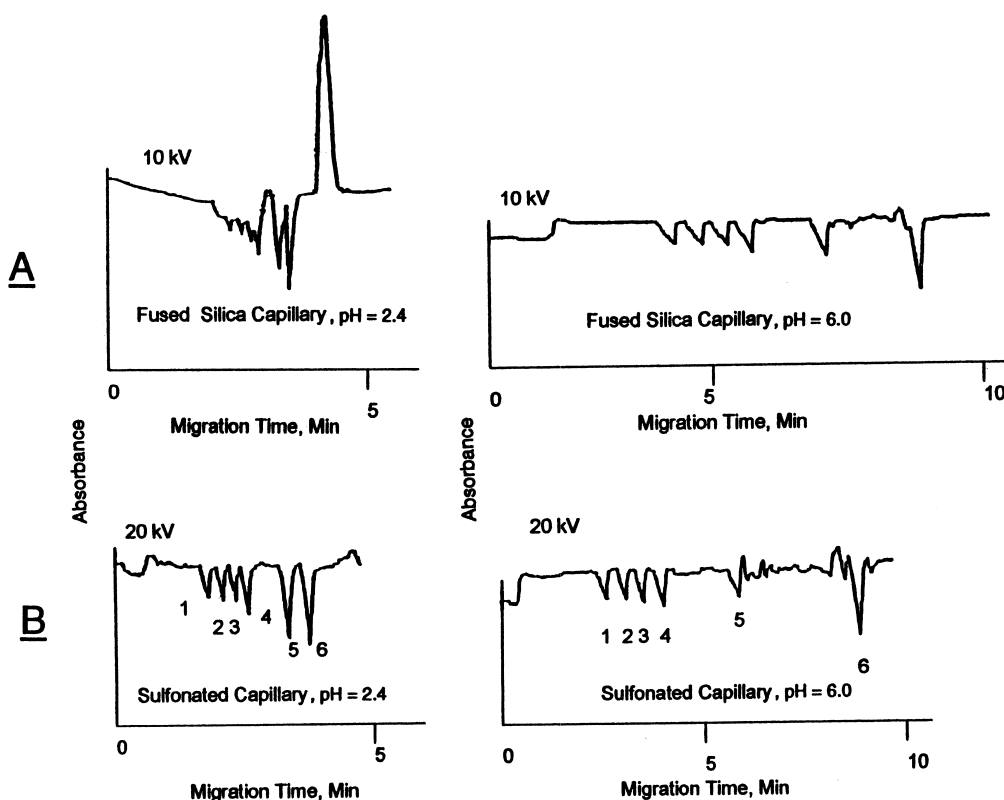 A
10 kV
Fused Silica Capillary, pH = 2.4
0
5
Migration Time, Min
10 kV
Fused Silica Capillary, pH = 6.0
0
5
10
Migration Time, Min
B
Absorbance
20 kV
1
2 3
4
5
6
Sulfonated Capillary, pH = 2.4
0
5
Migration Time, Min
Absorbance
20 kV
1 2 3 4
5
6
Sulfonated Capillary, pH = 6.0
0
5
10
Migration Time, Min